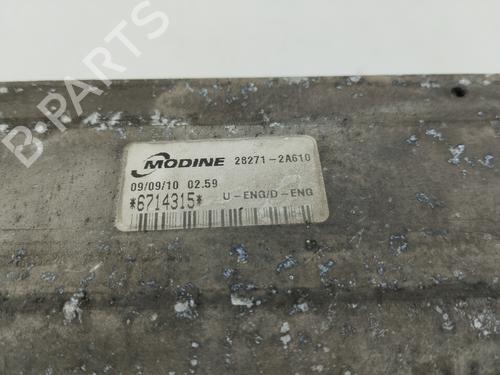 B-PARTS
MODINE 28271-2A610
09/09/10 02.59
*6714315* U-ENG/D-ENG